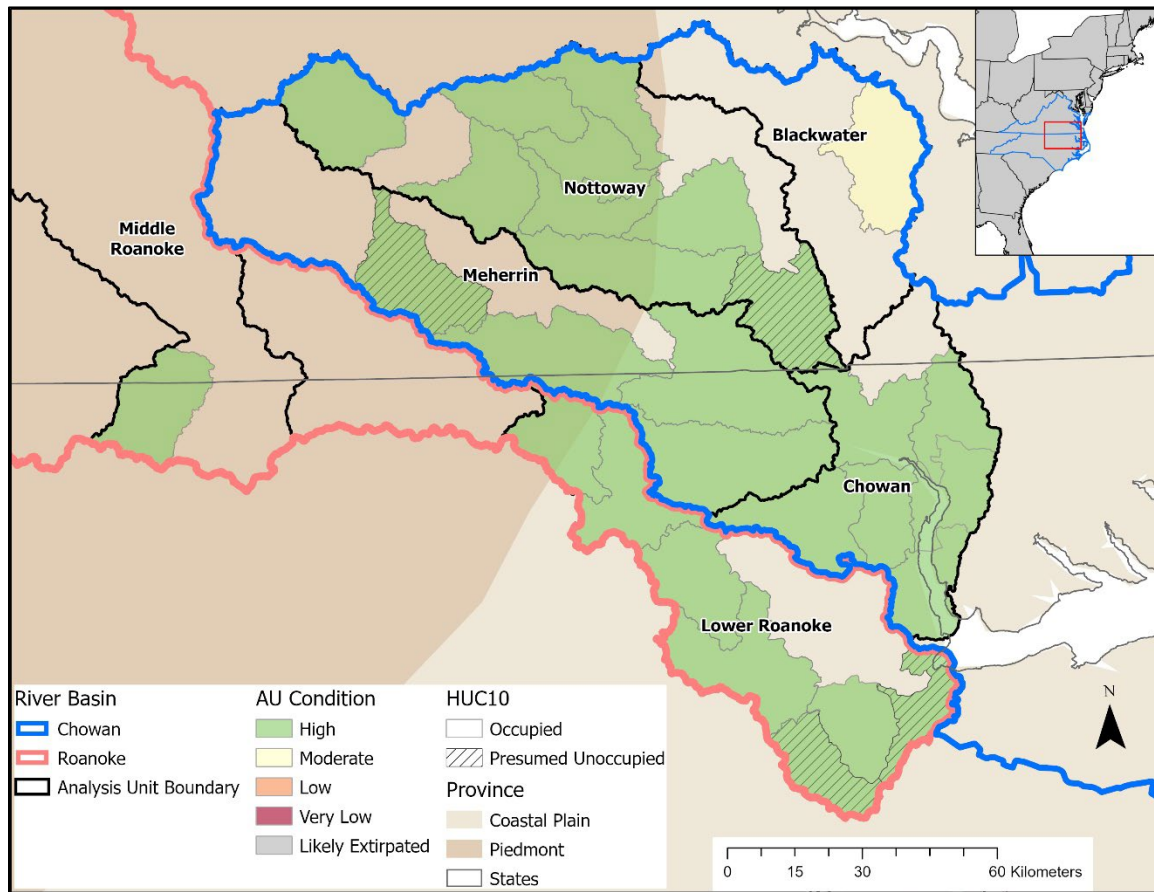 Blackwater
Nottoway
Middle
Roanoke
Meherrin
Chowan
Lower Roanoke
River Basin
Chowan
Roanoke
Analysis Unit Boundary
AU Condition
High
Moderate
Low
Very Low
Likely Extirpated
HUC10
Occupied
Presumed Unoccupied
Province
Coastal Plain
Piedmont
States
N
0 15 30 60 Kilometers